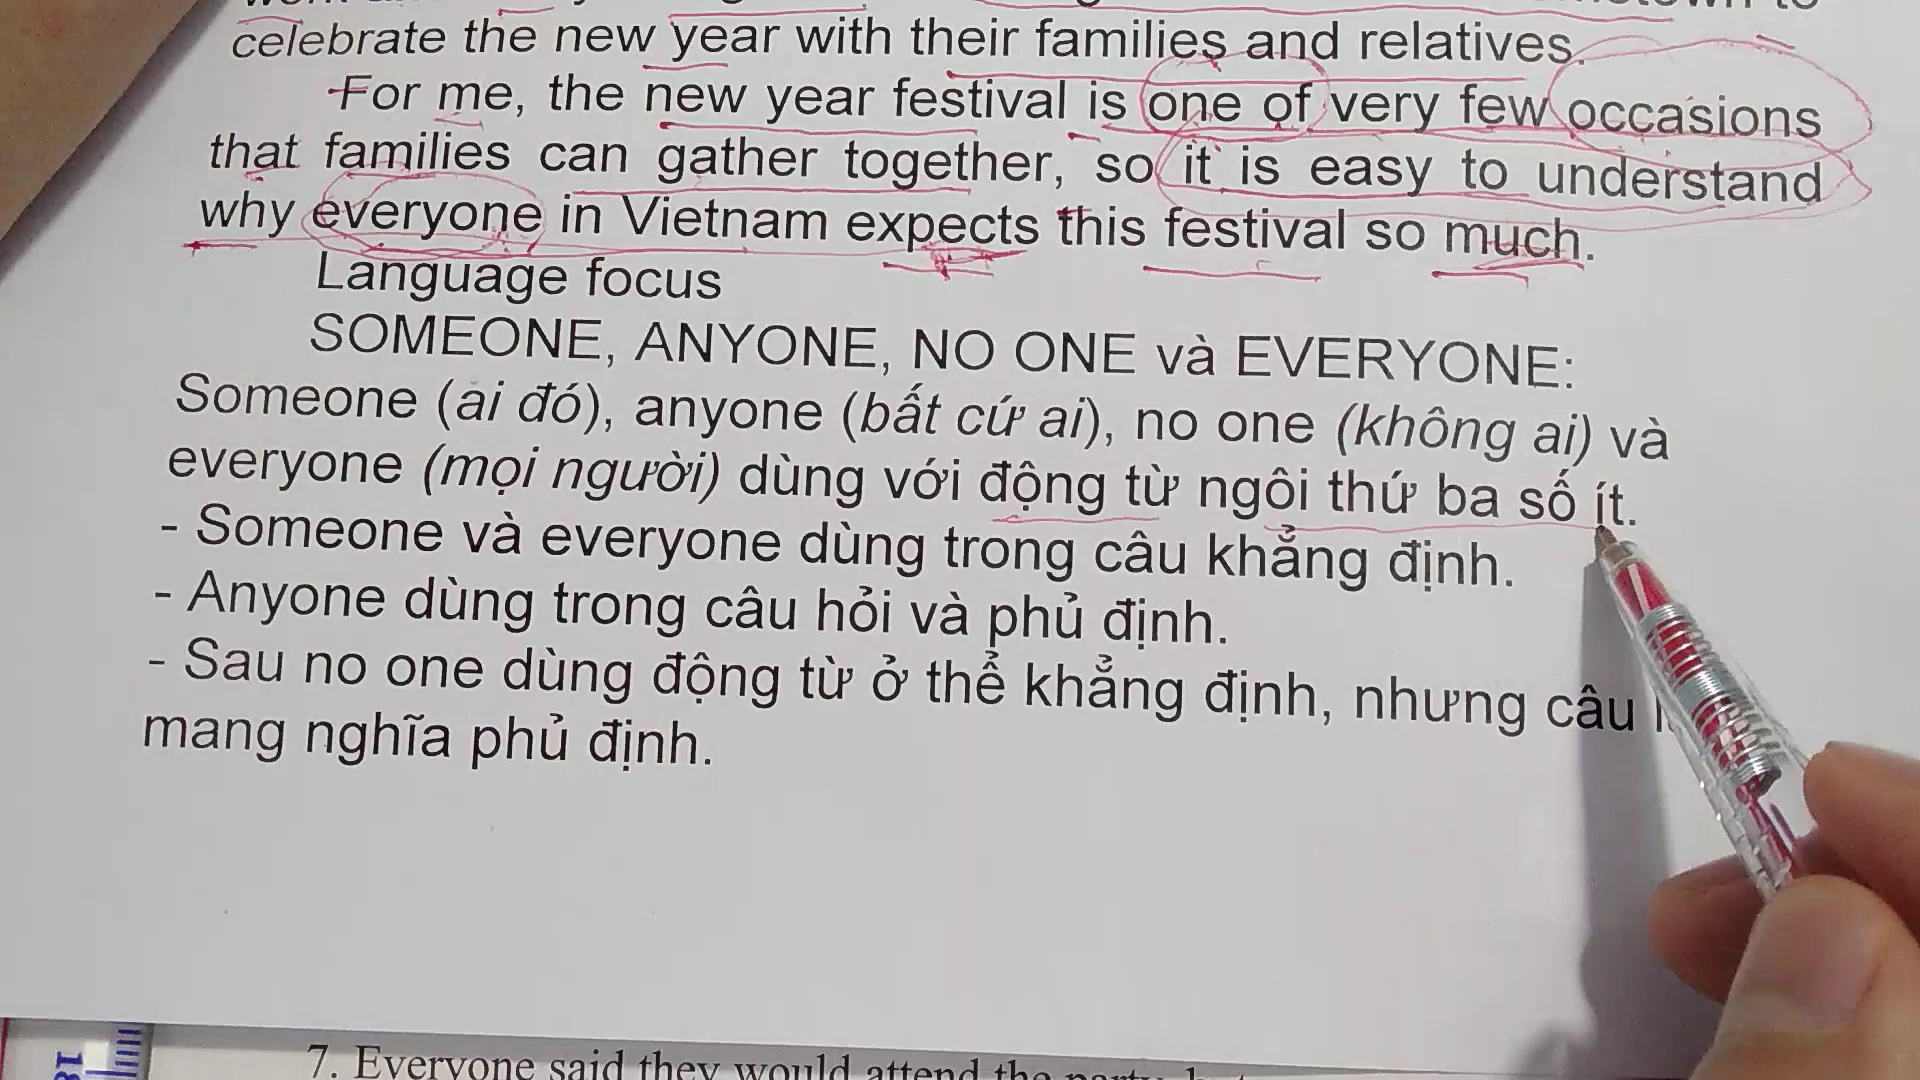 celebrate the new year with their families and relatives.
For me, the new year festival is one of very few occasions
that families can gather together, so it is easy to understand
why everyone in Vietnam expects this festival so much.
Language focus
SOMEONE, ANYONE, NO ONE và EVERYONE:
Someone (ai đó), anyone (bất cứ ai), no one (không ai) và
everyone (mọi người) dùng với động từ ngôi thứ ba số ít.
- Someone và everyone dùng trong câu khẳng định.
- Anyone dùng trong câu hỏi và phủ định.
- Sau no one dùng động từ ở thể khẳng định, nhưng câu
mang nghĩa phủ định.
18
7. Everyone said they would attend the party,